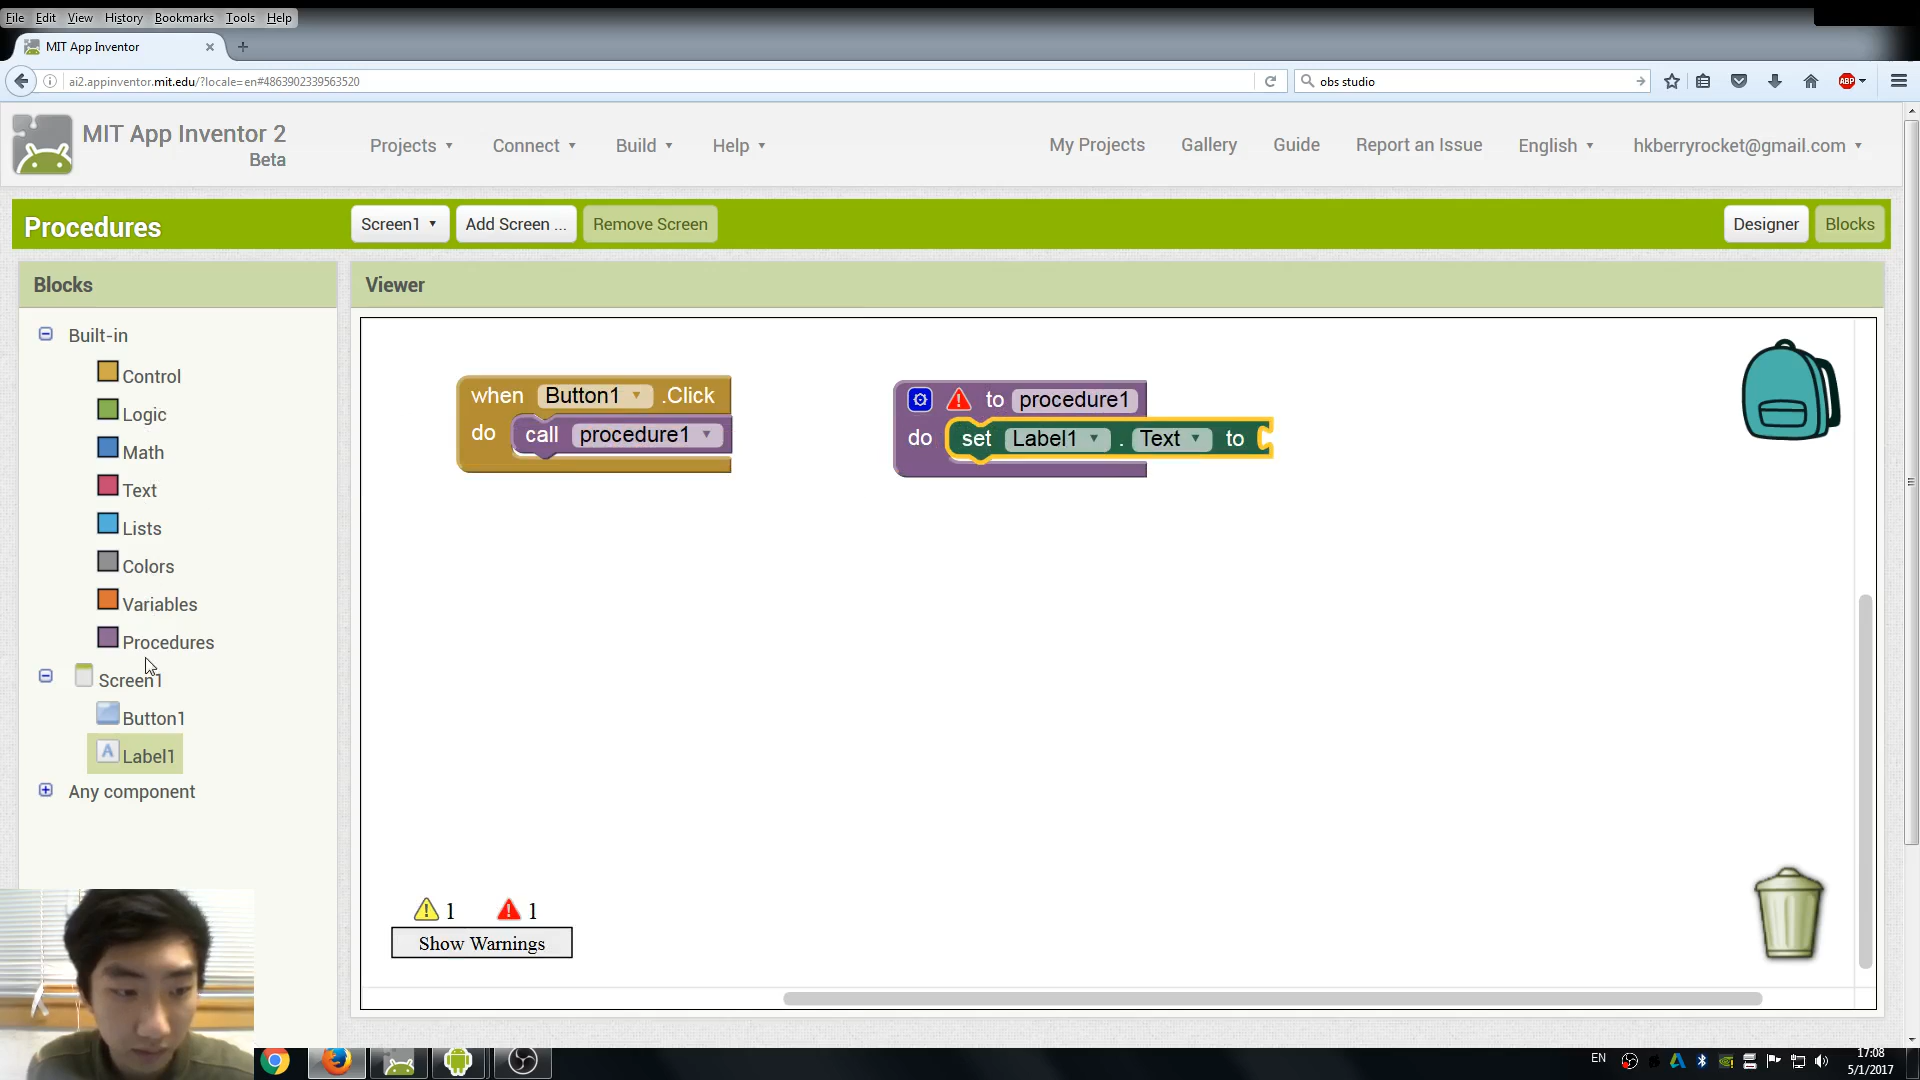 File Edit View History Bookmarks Tools Help
MIT App Inventor
ai2.appinventor.mit.edu/?locale=en#4863902339563520
obs studio
ABP
MIT App Inventor 2
Beta
Projects
Connect
Build
Help
My Projects
Gallery
Guide
Report an Issue
English
hkberryrocket@gmail.com
Procedures
Screen1
Add Screen ...
Remove Screen
Designer
Blocks
Blocks
Viewer
Built-in
Control
Logic
Math
Text
Lists
Colors
Variables
Procedures
Screen1
Button1
A Label1
Any component
when Button1 .Click
do call procedure1
to procedure1
do set Label1 . Text to
1 1
Show Warnings
EN
17:08
5/1/2017